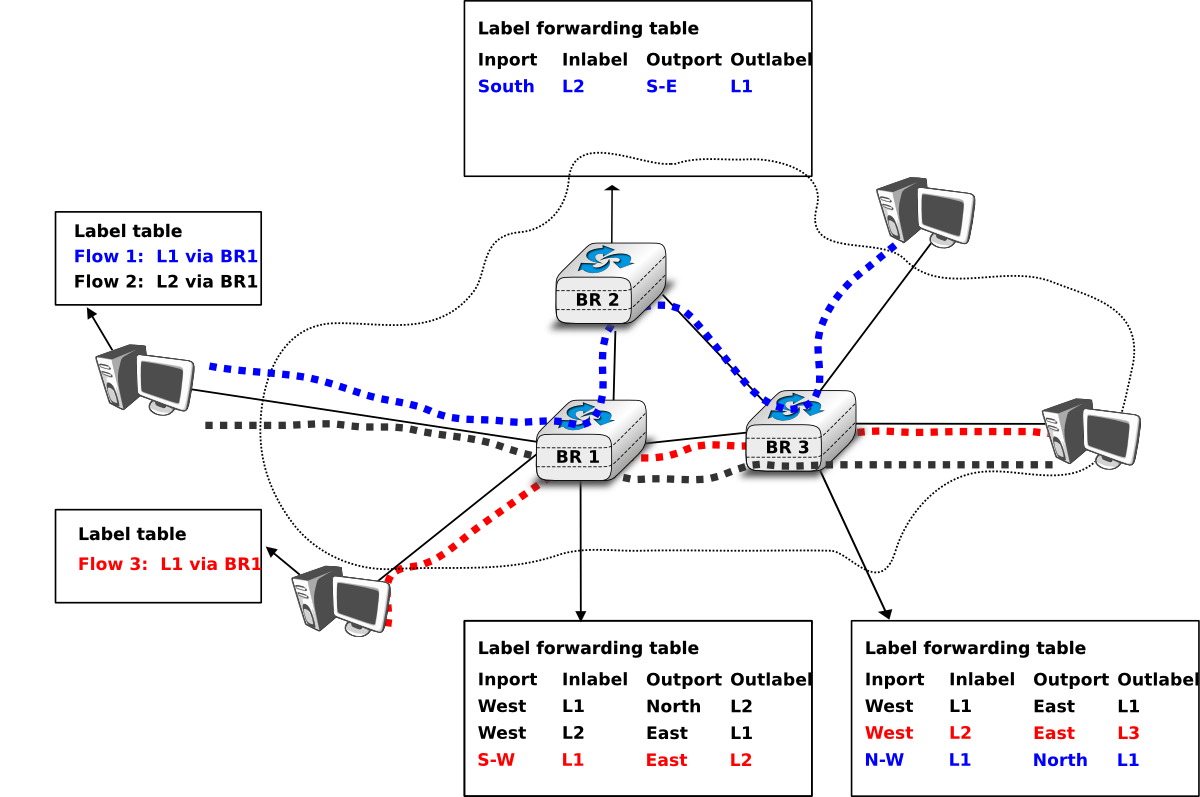 Label forwarding table
Inport Inlabel Outport Outlabel
South L2 S-E L1
Label table
Flow 1: L1 via BR1
Flow 2: L2 via BR1
BR 2
BR 1
BR 3
Label table
Flow 3: L1 via BR1
Label forwarding table
Inport Inlabel Outport Outlabel
West L1 North L2
West L2 East L1
S-W L1 East L2
Label forwarding table
Inport Inlabel Outport Outlabel
West L1 East L1
West L2 East L3
N-W L1 North L1